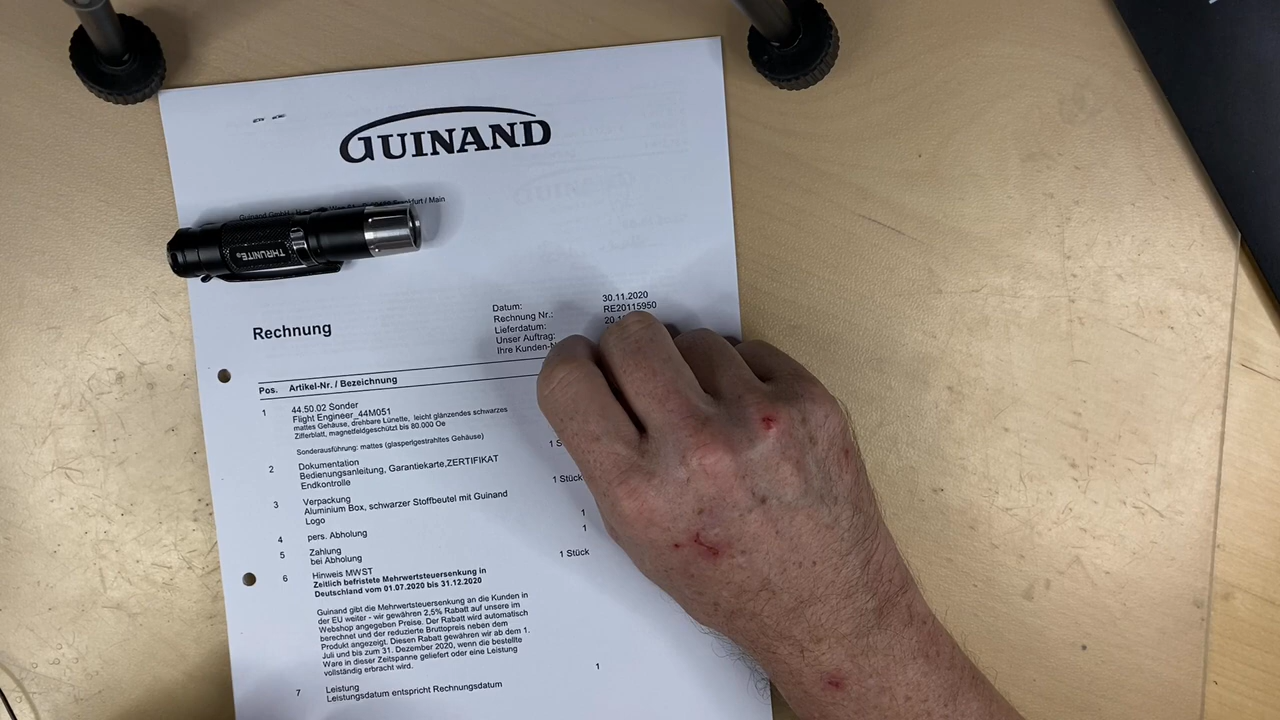 GUINAND
Guinand GmbH furt / Main
THRUNITE®
Datum: 30.11.2020
Rechnung Nr.: RE20115950
Lieferdatum:
Unser Auftrag:
Rechnung
Pos. Artikel-Nr. / Bezeichnung
1 44.50.02 Sonder
Flight Engineer_44M051
mattes Gehäuse, drehbare Lünette, leicht glänzendes schwarzes
Zifferblatt, magnetfeldgeschützt bis 80.000 Oe
Sonderausführung: mattes (glasperlgestrahltes Gehäuse)
1 S
2 Dokumentation
Bedienungsanleitung, Garantiekarte,ZERTIFIKAT
Endkontrolle
1 Stück
3 Verpackung
Aluminium Box, schwarzer Stoffbeutel mit Guinand
Logo
1
4 pers. Abholung
1
5 Zahlung
bei Abholung
1 Stück
6 Hinweis MWST
Zeitlich befristete Mehrwertsteuersenkung in
Deutschland vom 01.07.2020 bis 31.12.2020
Guinand gibt die Mehrwertsteuersenkung an die Kunden in
der EU weiter - wir gewähren 2,5% Rabatt auf unsere im
Webshop angegeben Preise. Der Rabatt wird automatisch
berechnet und der reduzierte Bruttopreis neben dem
Produkt angezeigt. Diesen Rabatt gewähren wir ab dem 1.
Juli und bis zum 31. Dezember 2020, wenn die bestellte
Ware in dieser Zeitspanne geliefert oder eine Leistung
vollständig erbracht wird.
1
7 Leistung
Leistungsdatum entspricht Rechnungsdatum